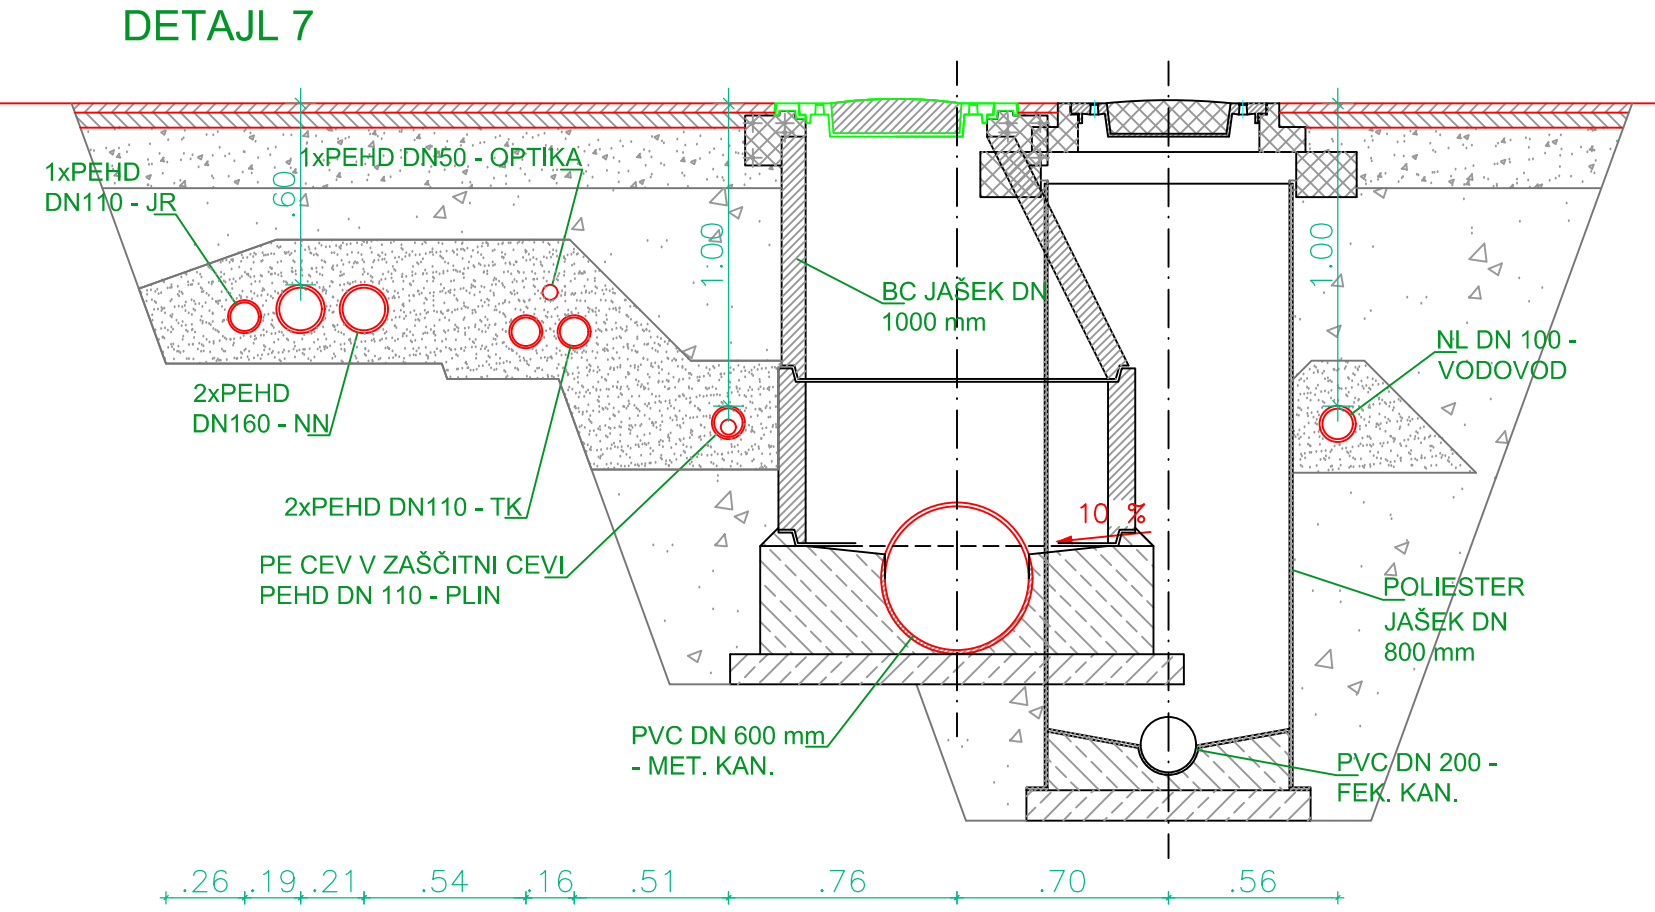 DETAJL 7
1xPEHD
DN110 - JR
1xPEHD DN50 - OPTIKA
.60
1.00
1.00
BC JAŠEK DN
1000 mm
NL DN 100 -
VODOVOD
2xPEHD
DN160 - NN
2xPEHD DN110 - TK
10 %
PE CEV V ZAŠČITNI CEVI
PEHD DN 110 - PLIN
POLIESTER
JAŠEK DN
800 mm
PVC DN 600 mm
- MET. KAN.
PVC DN 200 -
FEK. KAN.
.26 .19 .21 .54 .16 .51 .76 .70 .56